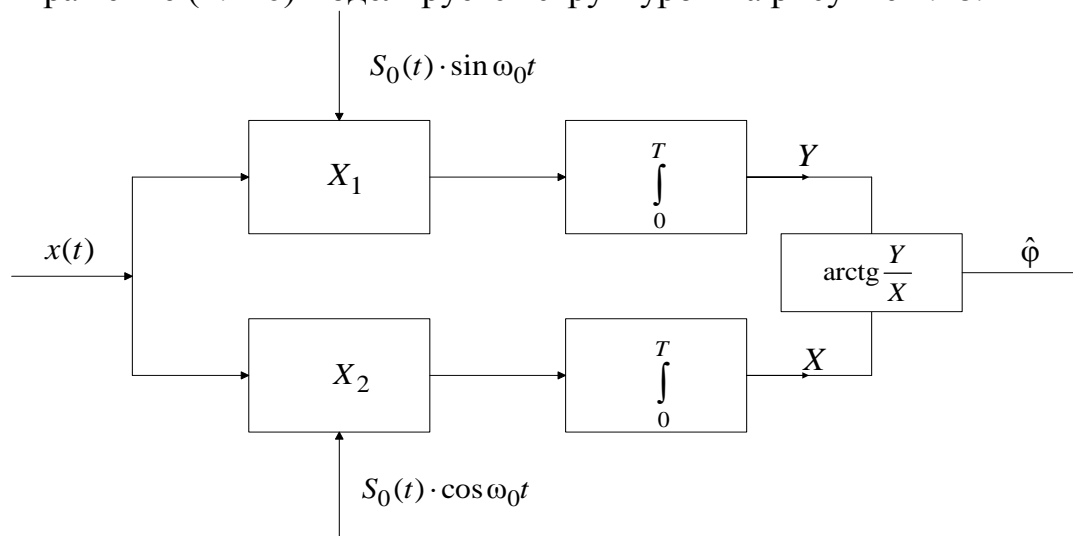 S₀(t) · sin ω₀t
X₁
T
∫
0
Y
x(t)
arctg Y/X
φ̂
X₂
T
∫
0
X
S₀(t) · cos ω₀t